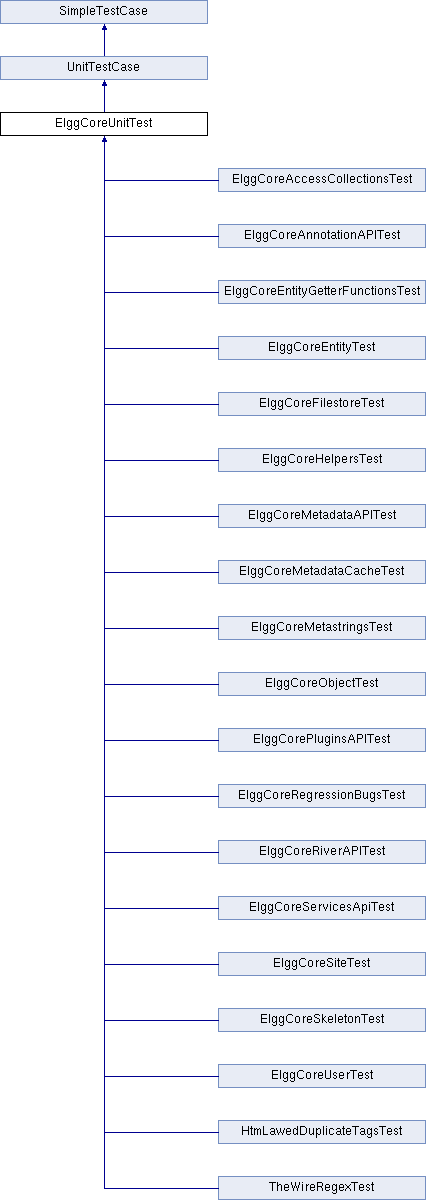 SimpleTestCase
UnitTestCase
ElggCoreUnitTest
ElggCoreAccessCollectionsTest
ElggCoreAnnotationAPITest
ElggCoreEntityGetterFunctionsTest
ElggCoreEntityTest
ElggCoreFilestoreTest
ElggCoreHelpersTest
ElggCoreMetadataAPITest
ElggCoreMetadataCacheTest
ElggCoreMetastringsTest
ElggCoreObjectTest
ElggCorePluginsAPITest
ElggCoreRegressionBugsTest
ElggCoreRiverAPITest
ElggCoreServicesApiTest
ElggCoreSiteTest
ElggCoreSkeletonTest
ElggCoreUserTest
HtmLawedDuplicateTagsTest
TheWireRegexTest